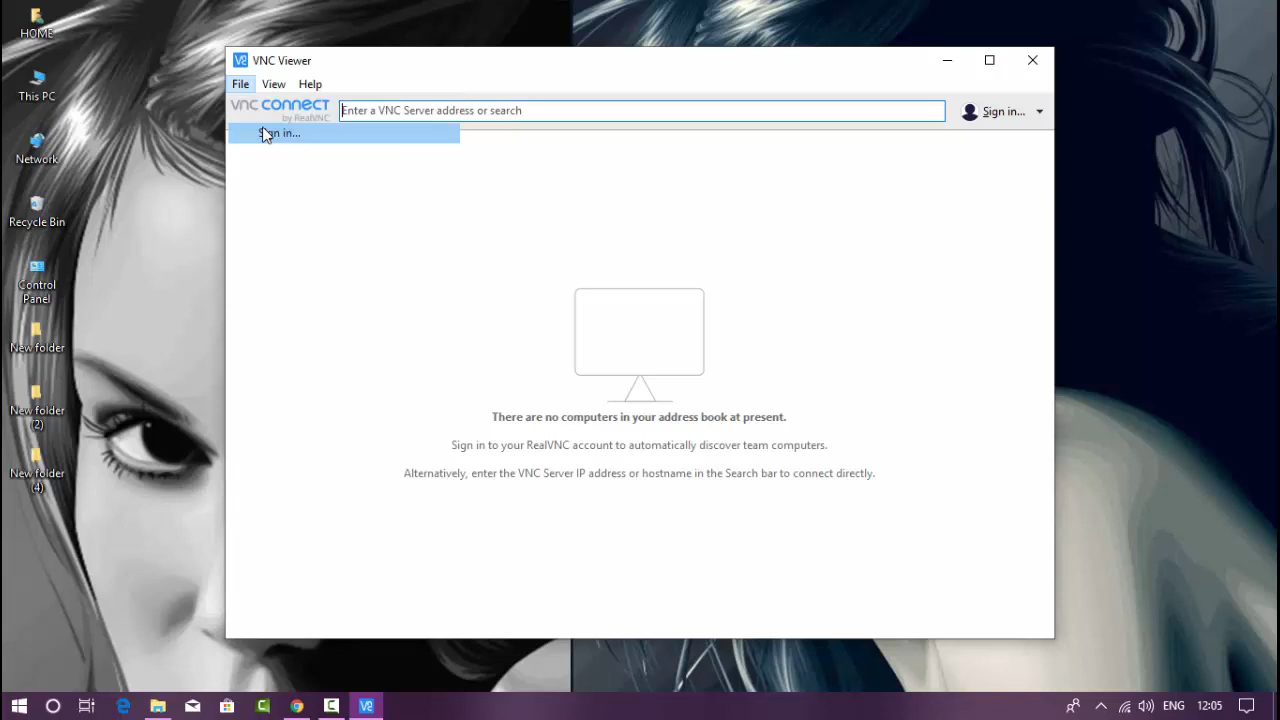 HOME
This PC
Network
Recycle Bin
Control
Panel
New folder
New folder
(2)
New folder
(4)
VNC Viewer
File View Help
vnc connect
by RealVNC
Enter a VNC Server address or search
Sign in...
Sign in...
There are no computers in your address book at present.
Sign in to your RealVNC account to automatically discover team computers.
Alternatively, enter the VNC Server IP address or hostname in the Search bar to connect directly.
ENG
12:05